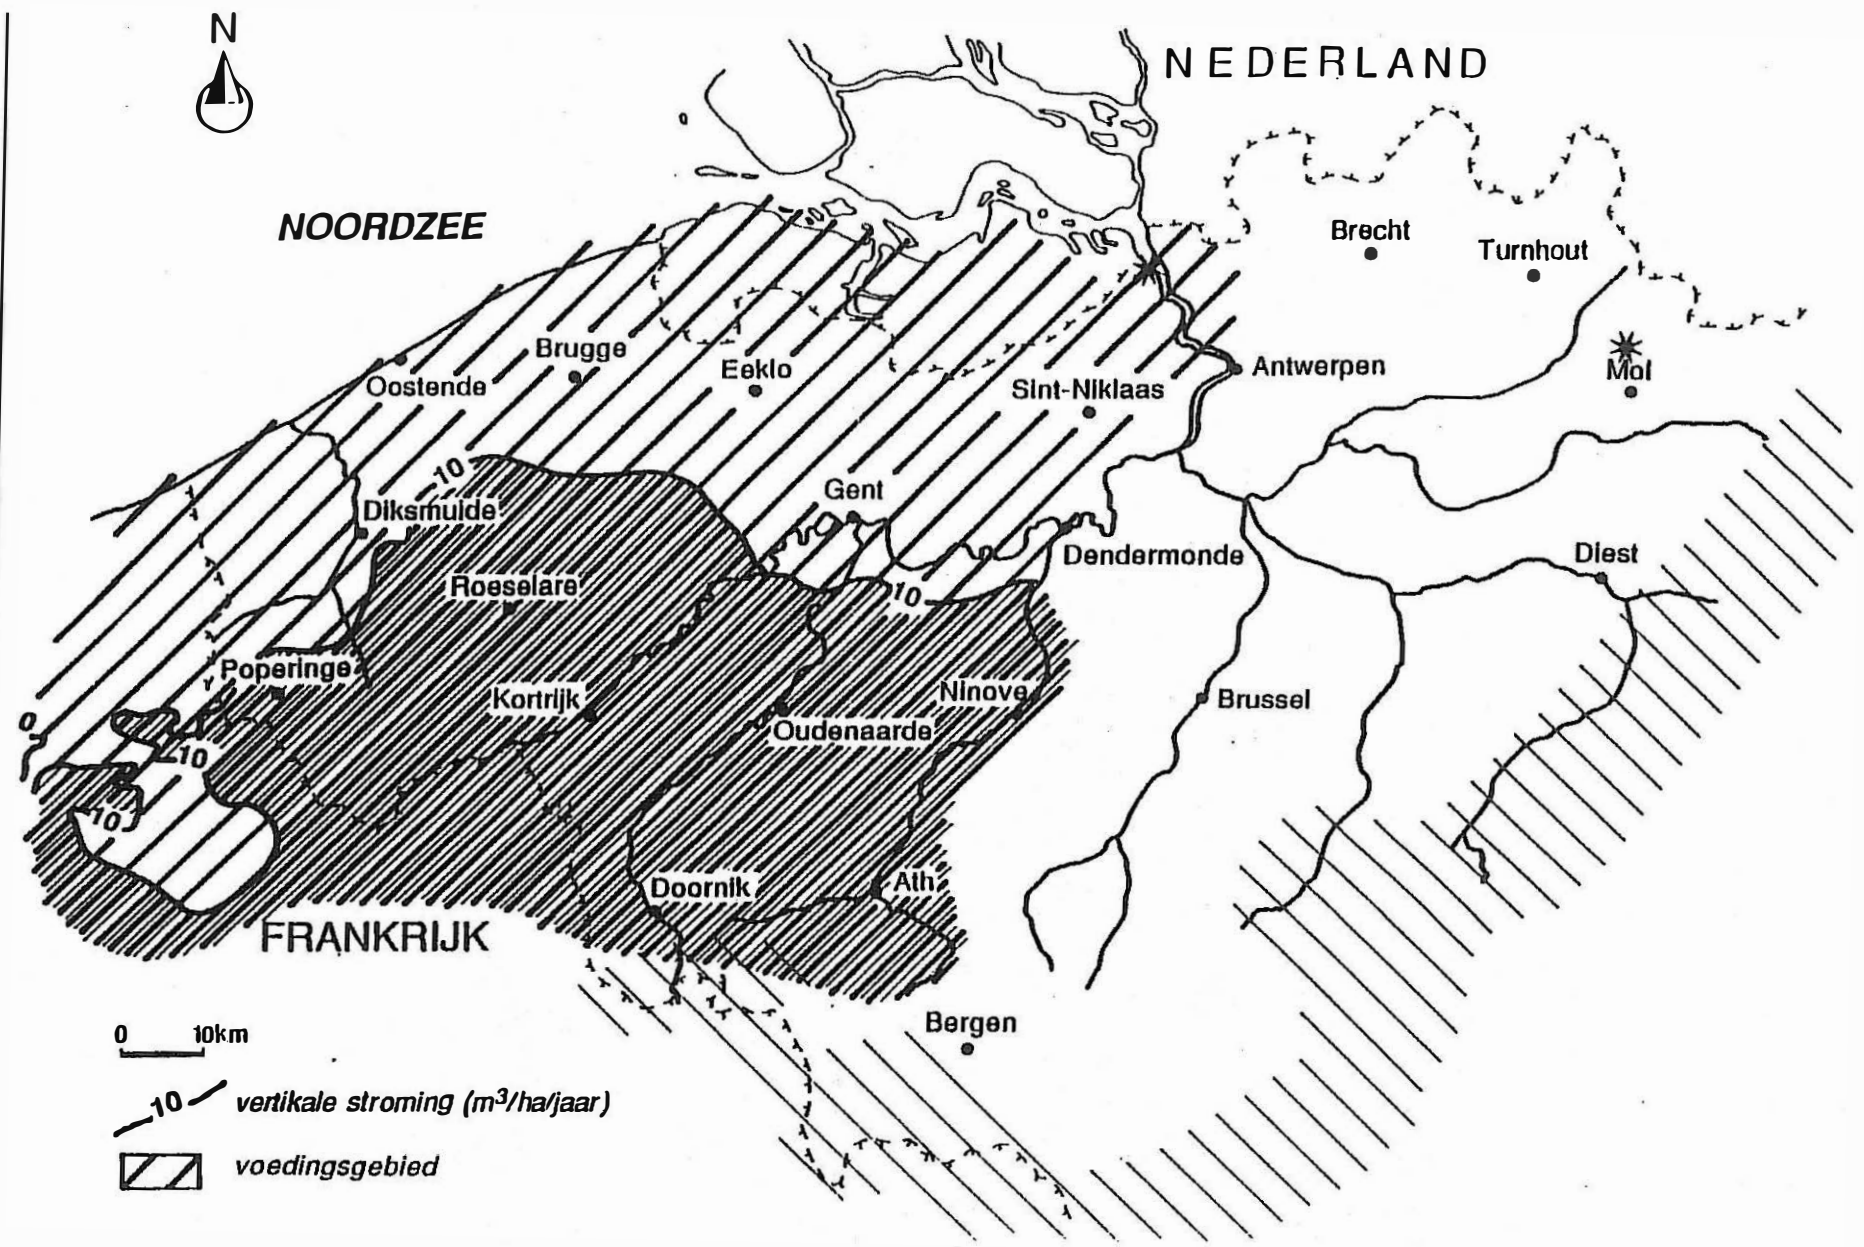 N
NEDERLAND
NOORDZEE
Brecht
Turnhout
Brugge
Oostende
Eeklo
Sint-Niklaas
Antwerpen
Mol
10
Diksmuide
Gent
Dendermonde
Diest
Roeselare
10
Poperinge
Kortrijk
Ninove
Oudenaarde
Brussel
0
10
10
Doornik
Ath
FRANKRIJK
Bergen
0 10km
10 vertikale stroming (m³/ha/jaar)
voedingsgebied